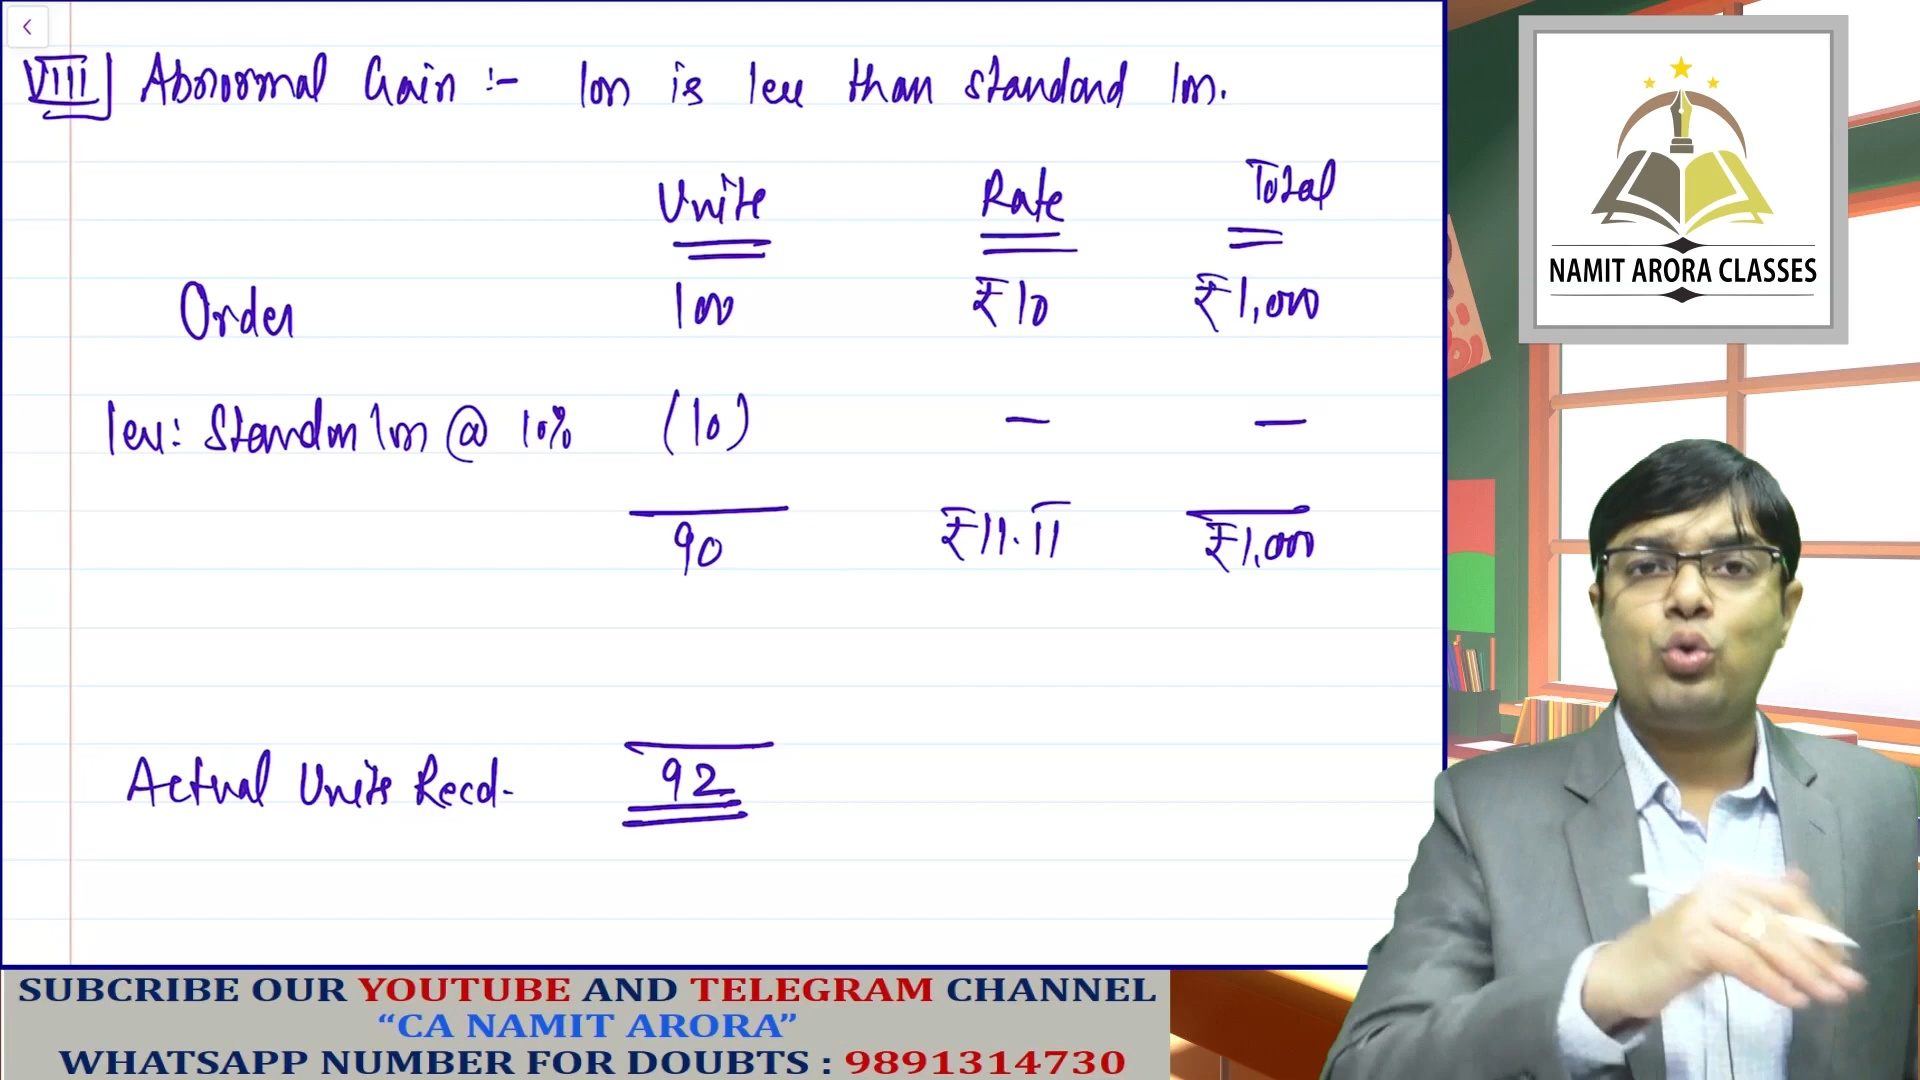 VIII] Abnormal Gain :- loss is less than standard loss.
Units Rate Total
Order 100 ₹10 ₹1,000
less: Standard loss @ 10% (10) — —
90 ₹11.11 ₹1,000
Actual Units Recd. 92
NAMIT ARORA CLASSES
SUBCRIBE OUR YOUTUBE AND TELEGRAM CHANNEL
“CA NAMIT ARORA”
WHATSAPP NUMBER FOR DOUBTS : 9891314730